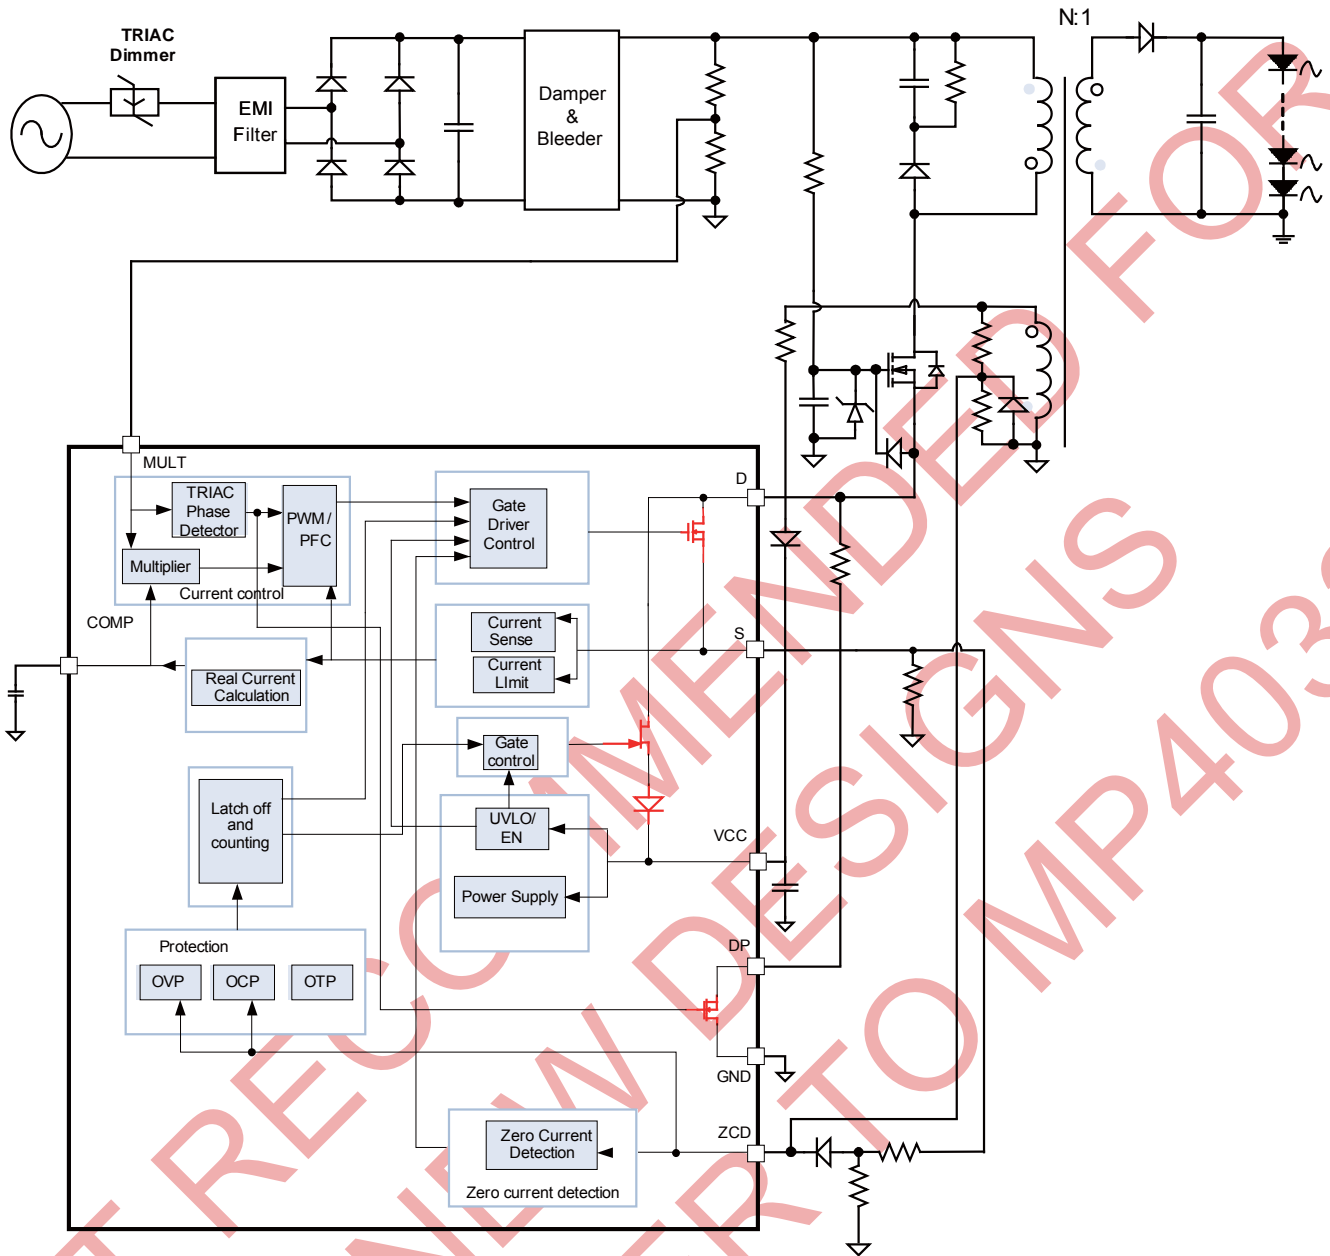 N:1
TRIAC
Dimmer
EMI
Filter
Damper
&
Bleeder
MULT
TRIAC
Phase
Detector
PWM /
PFC
Multiplier
Current control
Gate
Driver
Control
D
COMP
Current
Sense
Current
LImit
S
Real Current
Calculation
Gate
control
Latch off
and
counting
UVLO/
EN
VCC
Power Supply
Protection
OVP
OCP
OTP
DP
GND
ZCD
Zero Current
Detection
Zero current detection
T RECOMMENDED FOR
NEW DESIGNS
ER TO MP403